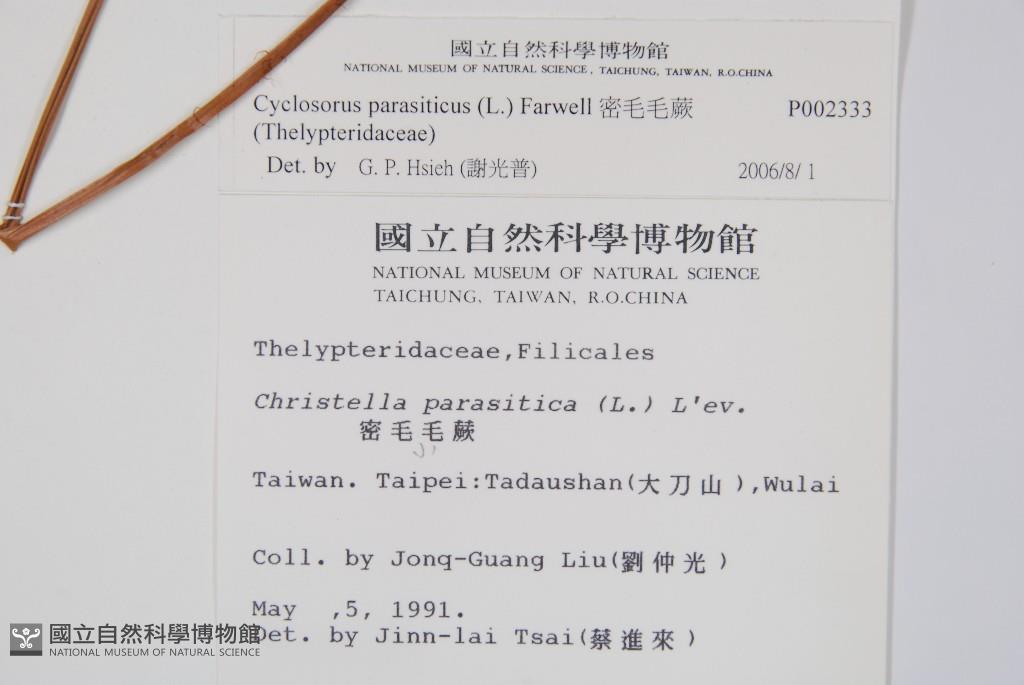 國立自然科學博物館
NATIONAL MUSEUM OF NATURAL SCIENCE, TAICHUNG, TAIWAN, R.O.CHINA
Cyclosorus parasiticus (L.) Farwell 密毛毛蕨 P002333
(Thelypteridaceae)
Det. by G. P. Hsieh (謝光普) 2006/8/ 1
國立自然科學博物館
NATIONAL MUSEUM OF NATURAL SCIENCE
TAICHUNG, TAIWAN, R.O.CHINA
Thelypteridaceae,Filicales
Christella parasitica (L.) L'ev.
密毛毛蕨
Taiwan. Taipei:Tadaushan(大刀山),Wulai
Coll. by Jonq-Guang Liu(劉仲光)
May ,5, 1991.
Det. by Jinn-lai Tsai(蔡進來)
國立自然科學博物館
NATIONAL MUSEUM OF NATURAL SCIENCE